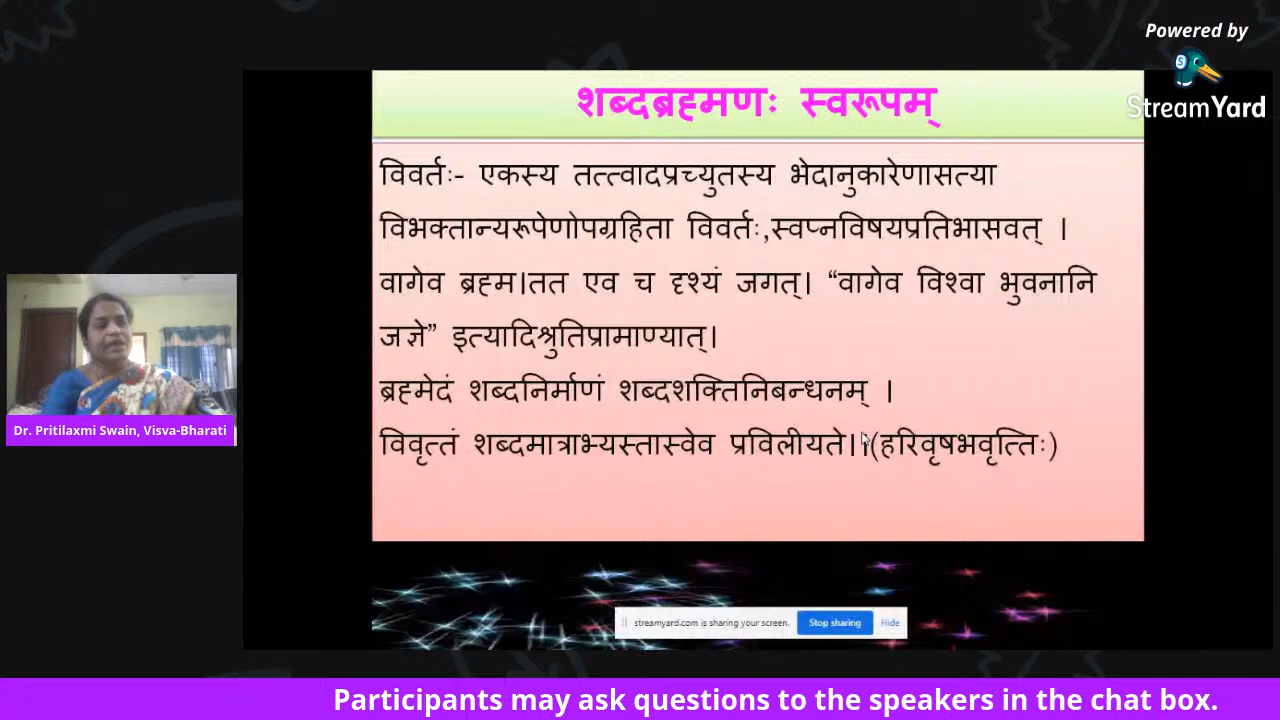 Powered by
StreamYard
शब्दब्रह्मणः स्वरूपम्
विवर्तः- एकस्य तत्त्वादप्रच्युतस्य भेदानुकारेणासत्या
विभक्तान्यरूपेणोपग्रहिता विवर्तः,स्वप्नविषयप्रतिभासवत् ।
वागेव ब्रह्म।तत एव च दृश्यं जगत्। “वागेव विश्वा भुवनानि
जज्ञे” इत्यादिश्रुतिप्रामाण्यात्।
ब्रह्मेदं शब्दनिर्माणं शब्दशक्तिनिबन्धनम् ।
विवृत्तं शब्दमात्राभ्यस्तास्वेव प्रविलीयते।।(हरिवृषभवृत्तिः)
Dr. Pritilaxmi Swain, Visva-Bharati
streamyard.com is sharing your screen.
Stop sharing
Hide
Participants may ask questions to the speakers in the chat box.